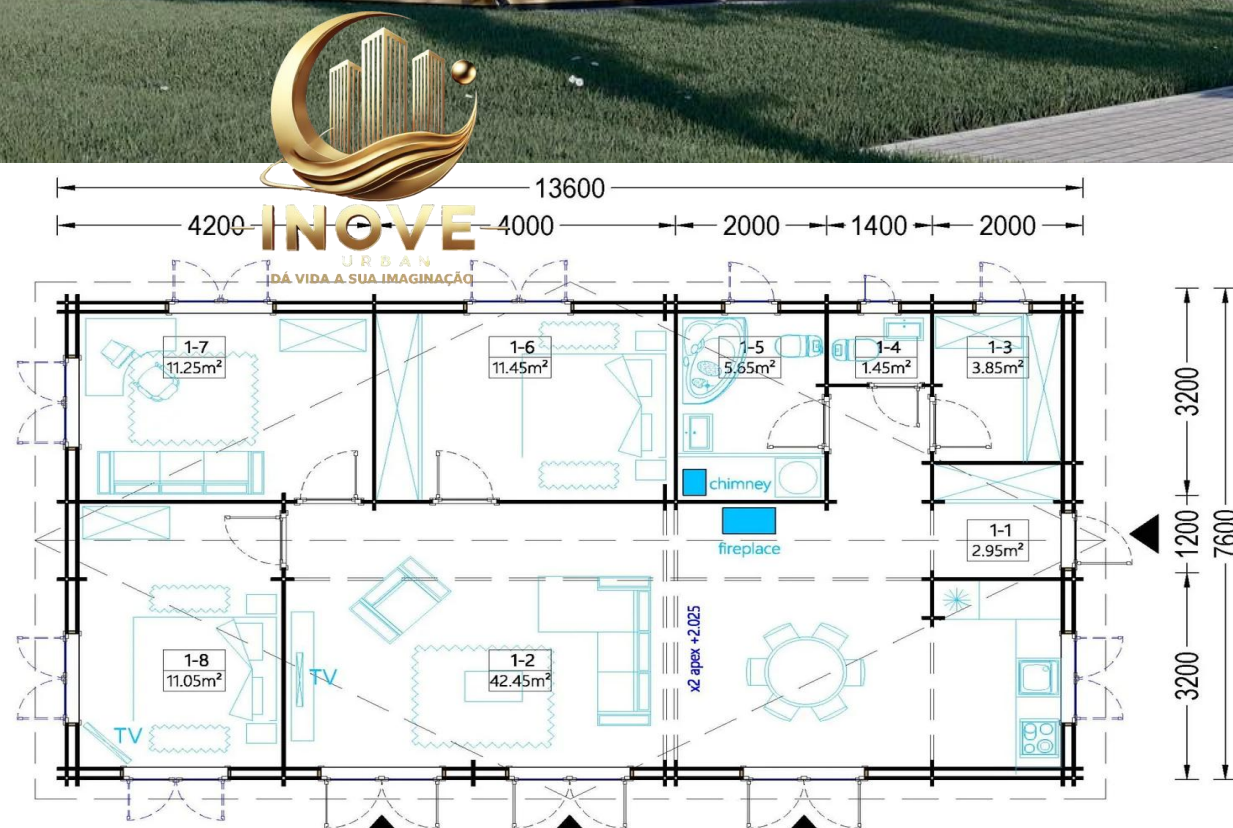 13600
4200
4000
2000
1400
2000
INOVE
URBAN
DÁ VIDA A SUA IMAGINAÇÃO
1-7
11.25m²
1-6
11.45m²
1-5
5.65m²
1-4
1.45m²
1-3
3.85m²
3200
chimney
fireplace
1-1
2.95m²
1200
7600
x2 apex +2.025
1-8
11.05m²
TV
1-2
42.45m²
TV
3200